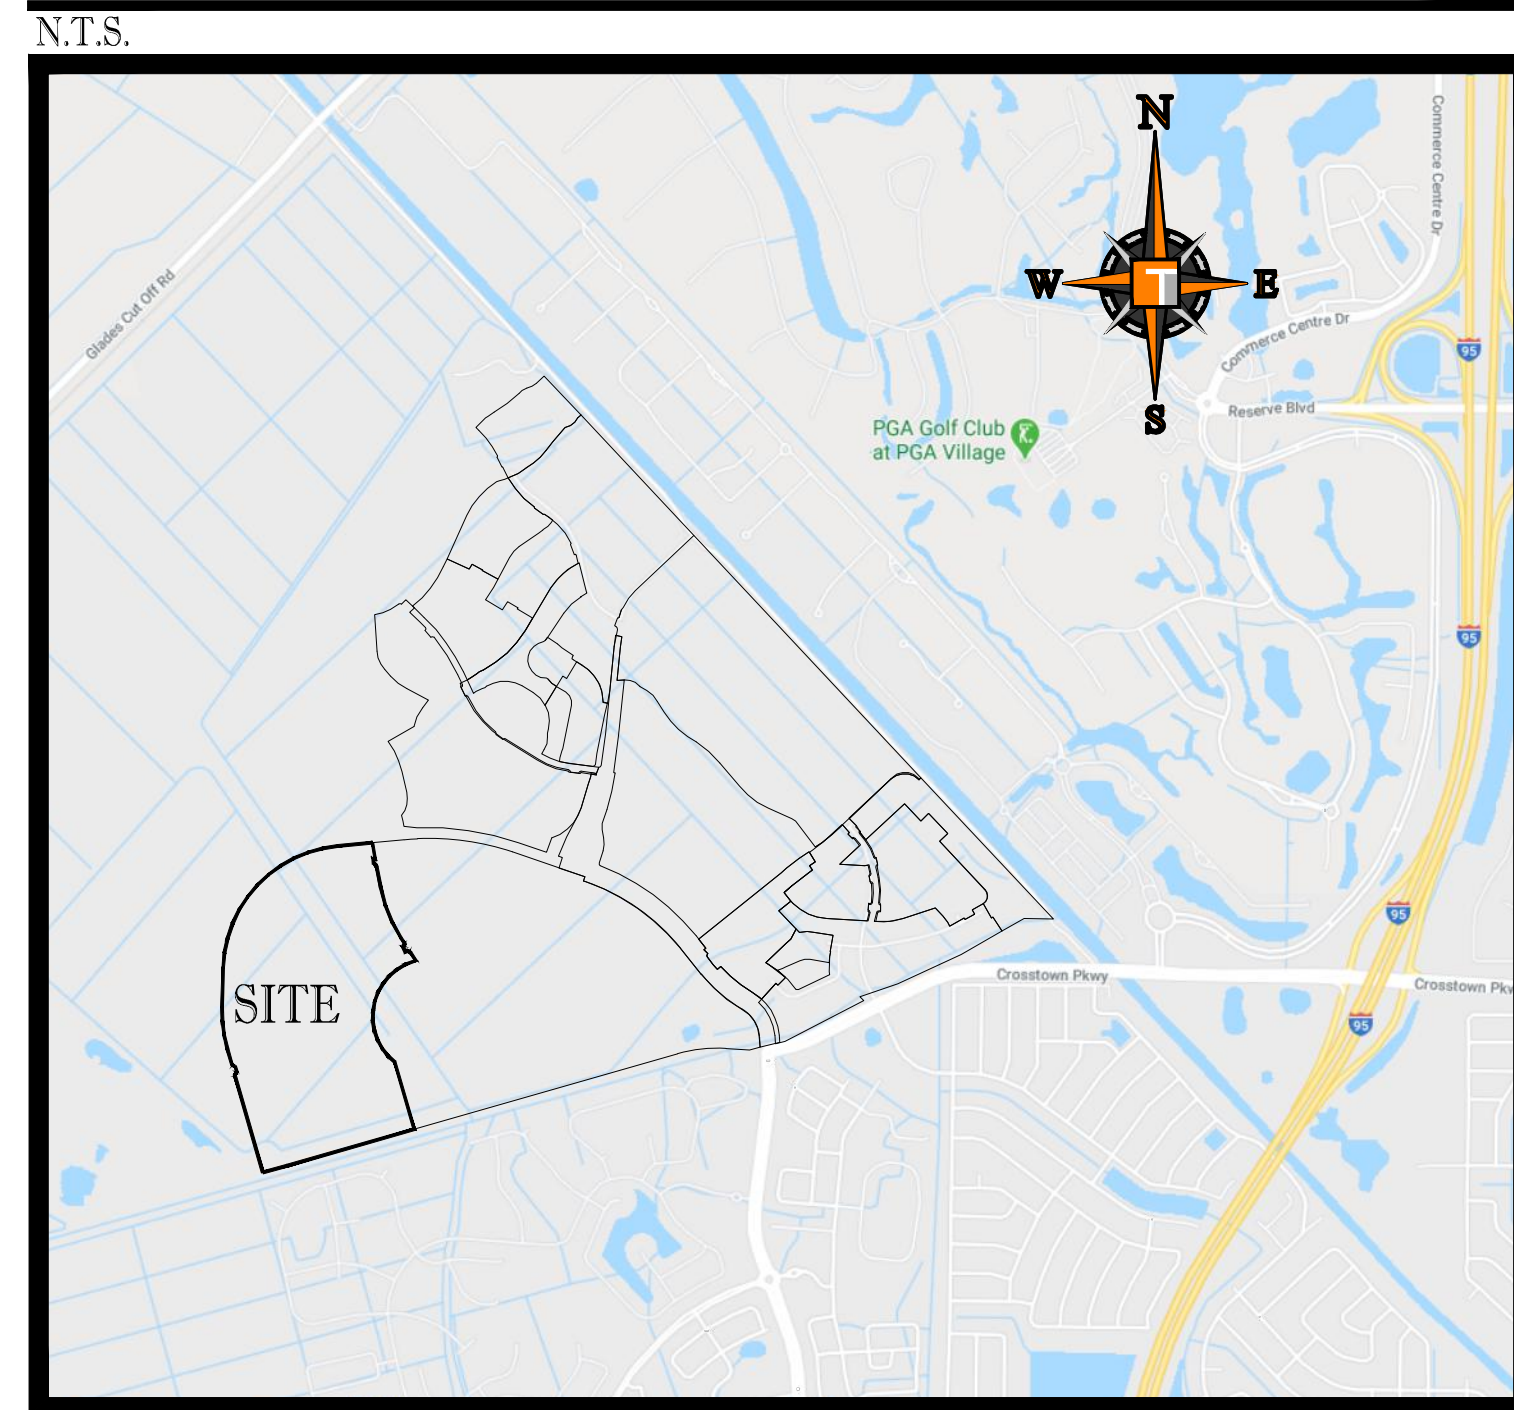 N.T.S.
N
Commerce Centre Dr
W
T
E
Glades Cut Off Rd
Commerce Centre Dr
95
Reserve Blvd
S
PGA Golf Club
at PGA Village
95
95
Crosstown Pkwy
Crosstown Pkw
SITE
95